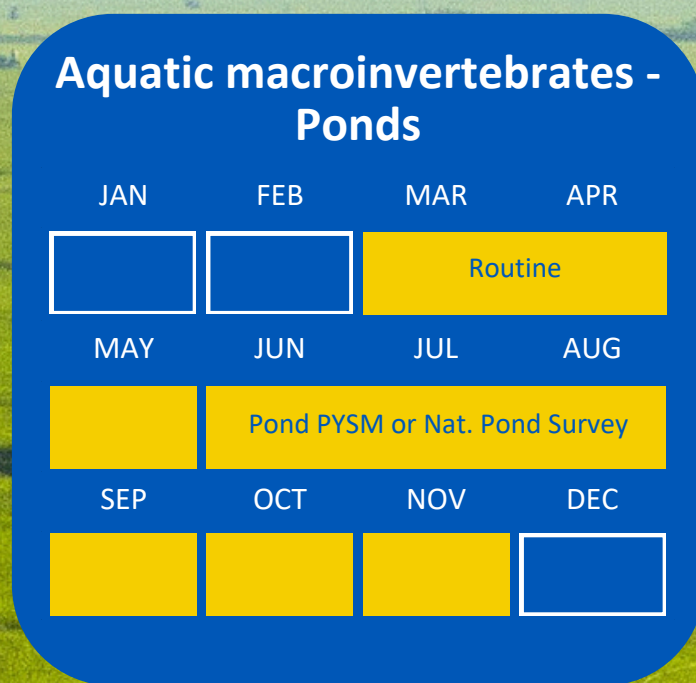 Aquatic macroinvertebrates -
Ponds
JAN FEB MAR APR
Routine
MAY JUN JUL AUG
Pond PYSM or Nat. Pond Survey
SEP OCT NOV DEC